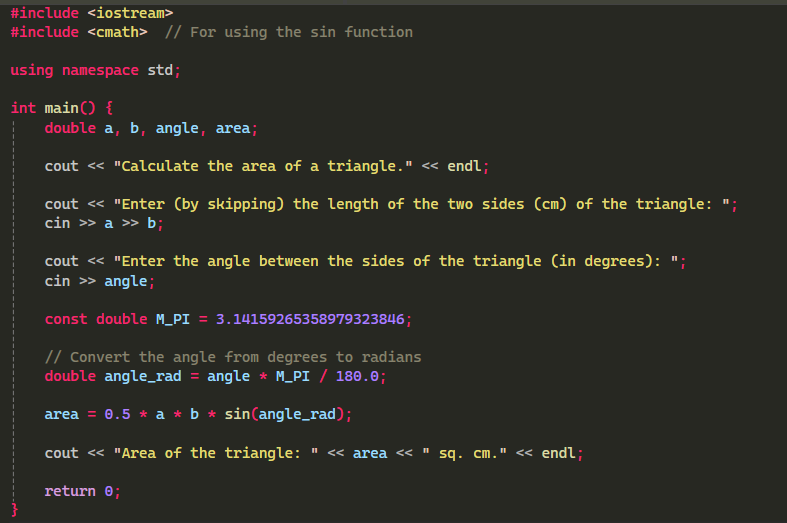 #include <iostream>
#include <cmath>  // For using the sin function
using namespace std;
int main() {
    double a, b, angle, area;
    cout << "Calculate the area of a triangle." << endl;
    cout << "Enter (by skipping) the length of the two sides (cm) of the triangle: ";
    cin >> a >> b;
    cout << "Enter the angle between the sides of the triangle (in degrees): ";
    cin >> angle;
    const double M_PI = 3.14159265358979323846;
    // Convert the angle from degrees to radians
    double angle_rad = angle * M_PI / 180.0;
    area = 0.5 * a * b * sin(angle_rad);
    cout << "Area of the triangle: " << area << " sq. cm." << endl;
    return 0;
}